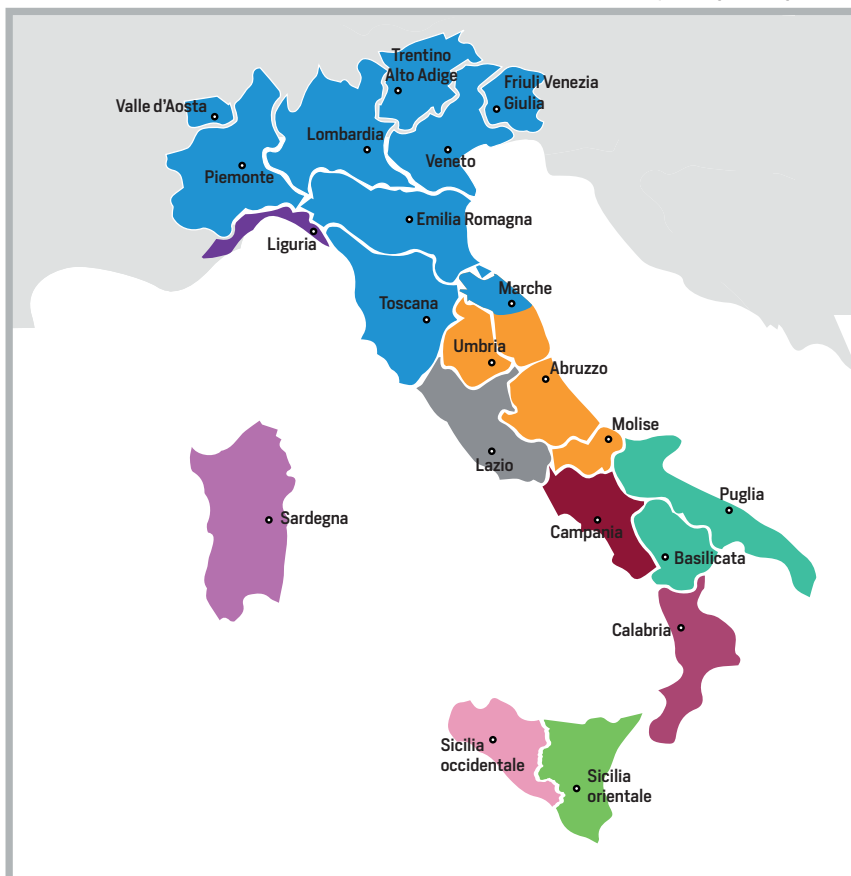 Trentino
Alto Adige
Friuli Venezia
Giulia
Valle d'Aosta
Lombardia
Veneto
Piemonte
Emilia Romagna
Liguria
Marche
Toscana
Umbria
Abruzzo
Molise
Lazio
Puglia
Sardegna
Campania
Basilicata
Calabria
Sicilia
occidentale
Sicilia
orientale